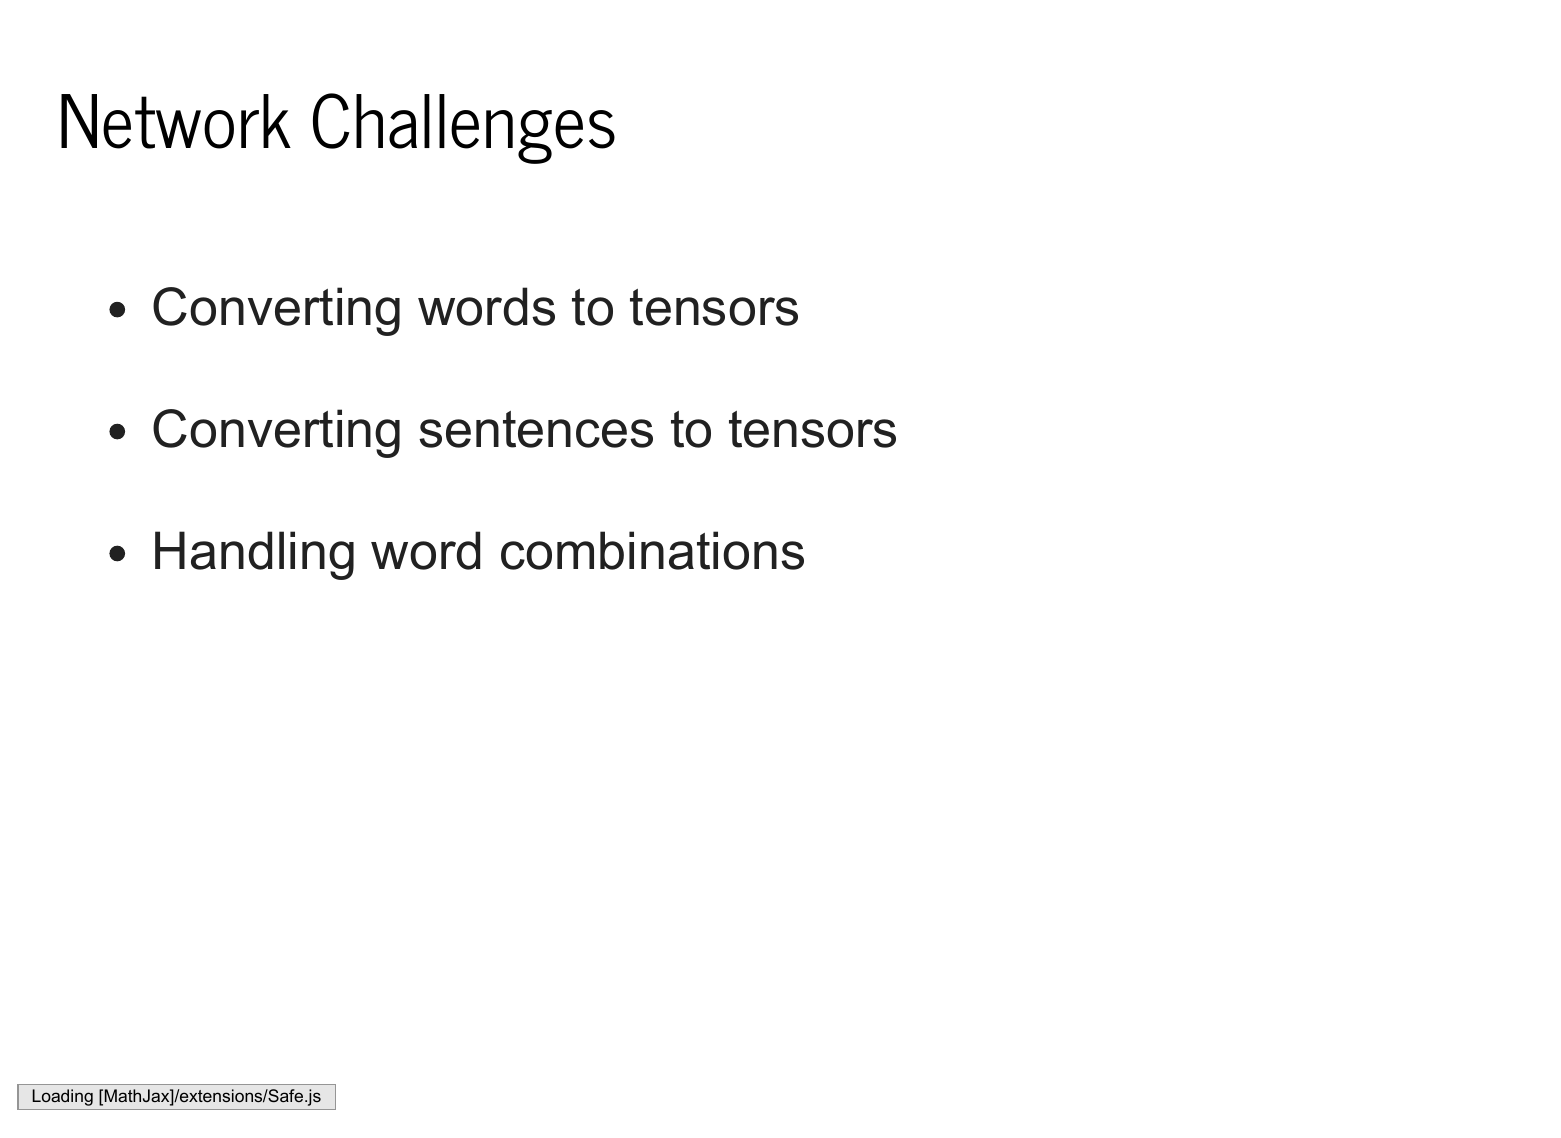 Network Challenges
• Converting words to tensors
• Converting sentences to tensors
• Handling word combinations
Loading [MathJax]/extensions/Safe.js